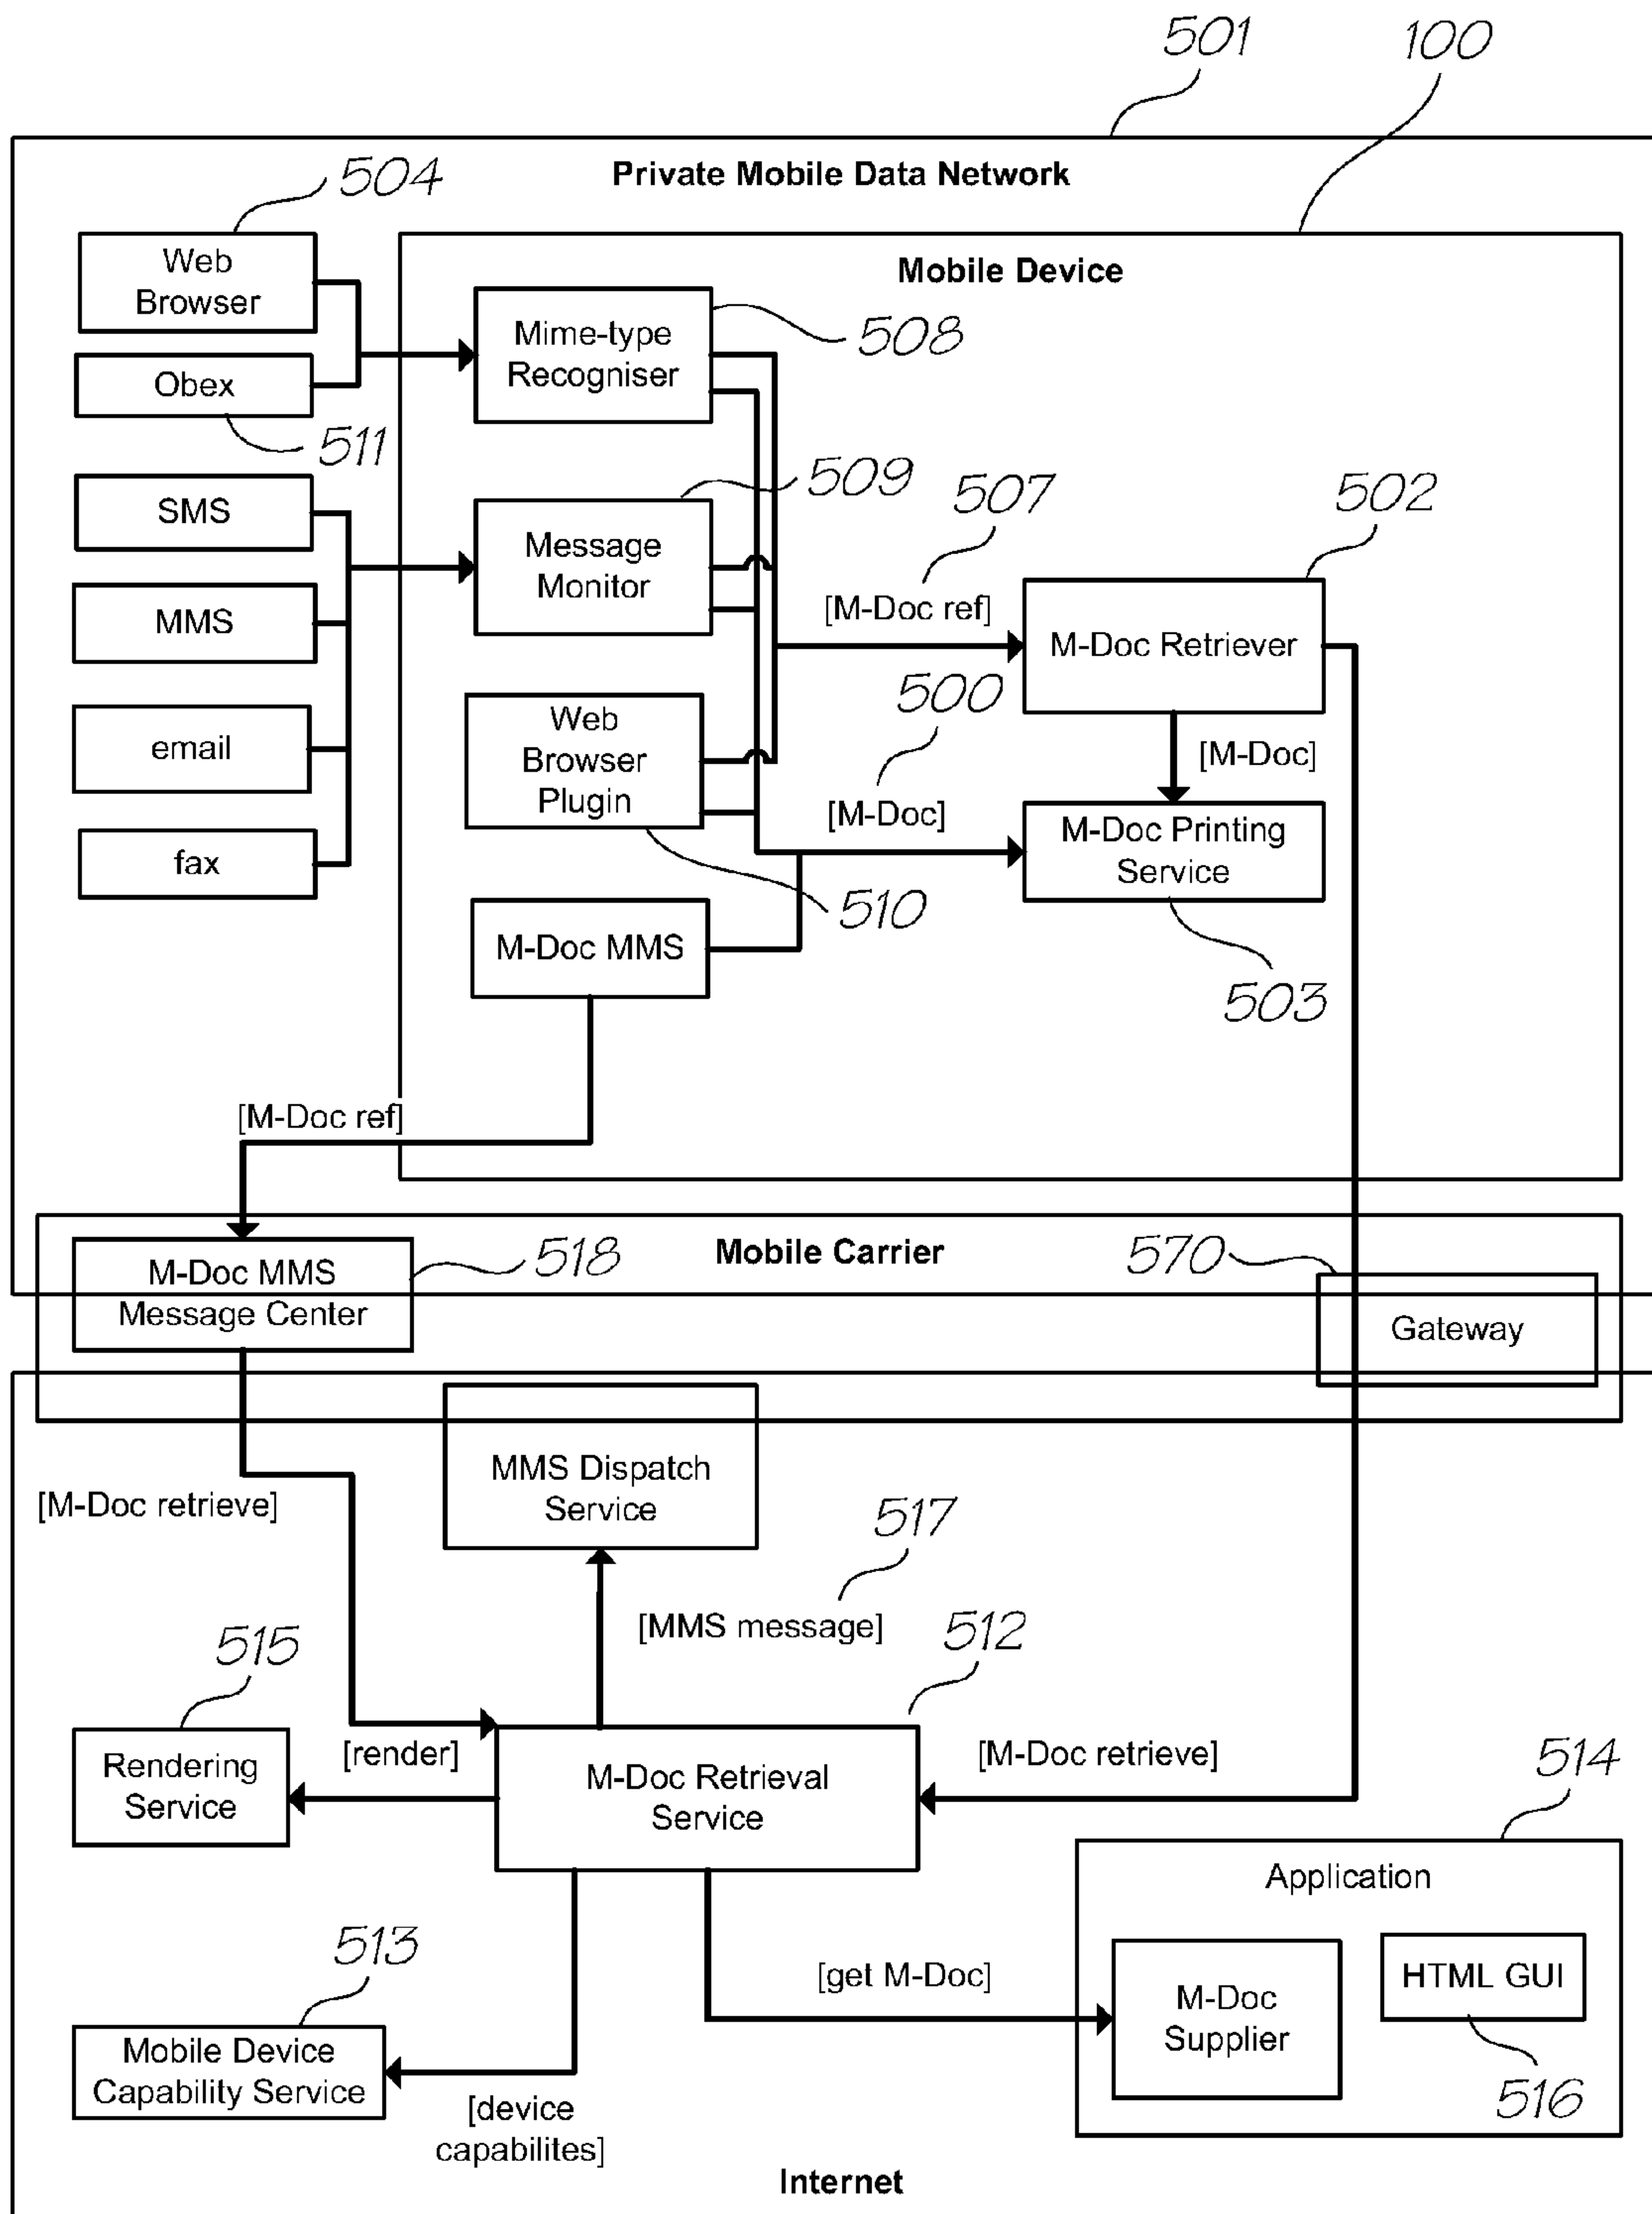 501
100
Private Mobile Data Network
504
Web
Browser
Mobile Device
Mime-type
Recogniser
508
Obex
511
SMS
509
507
502
Message
Monitor
MMS
[M-Doc ref]
M-Doc Retriever
500
Web
Browser
Plugin
email
[M-Doc]
[M-Doc]
M-Doc Printing
Service
fax
510
M-Doc MMS
503
[M-Doc ref]
518
Mobile Carrier
570
M-Doc MMS
Message Center
Gateway
MMS Dispatch
Service
[M-Doc retrieve]
517
[MMS message]
512
515
[render]
[M-Doc retrieve]
Rendering
Service
M-Doc Retrieval
Service
514
Application
513
[get M-Doc]
HTML GUI
M-Doc
Supplier
Mobile Device
Capability Service
516
[device
capabilites]
Internet